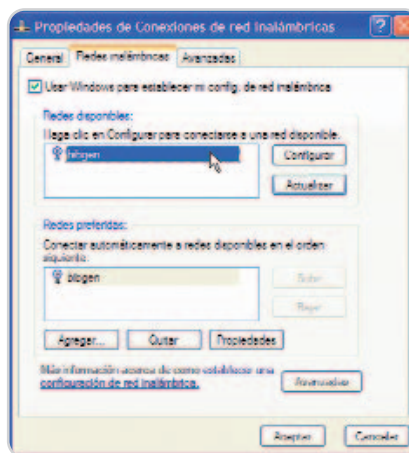 Propiedades de Conexiones de red inalámbricas
General Redes inalámbricas Avanzadas
Usar Windows para establecer mi config. de red inalámbrica
Redes disponibles:
Haga clic en Configurar para conectarse a una red disponible.
bibgen Configurar
Actualizar
Redes preferidas:
Conectar automáticamente a redes disponibles en el orden
siguiente:
bibgen Subir
Bajar
Agregar... Quitar Propiedades
Más información acerca de como establecer una
configuración de red inalámbrica. Avanzadas
Aceptar Cancelar